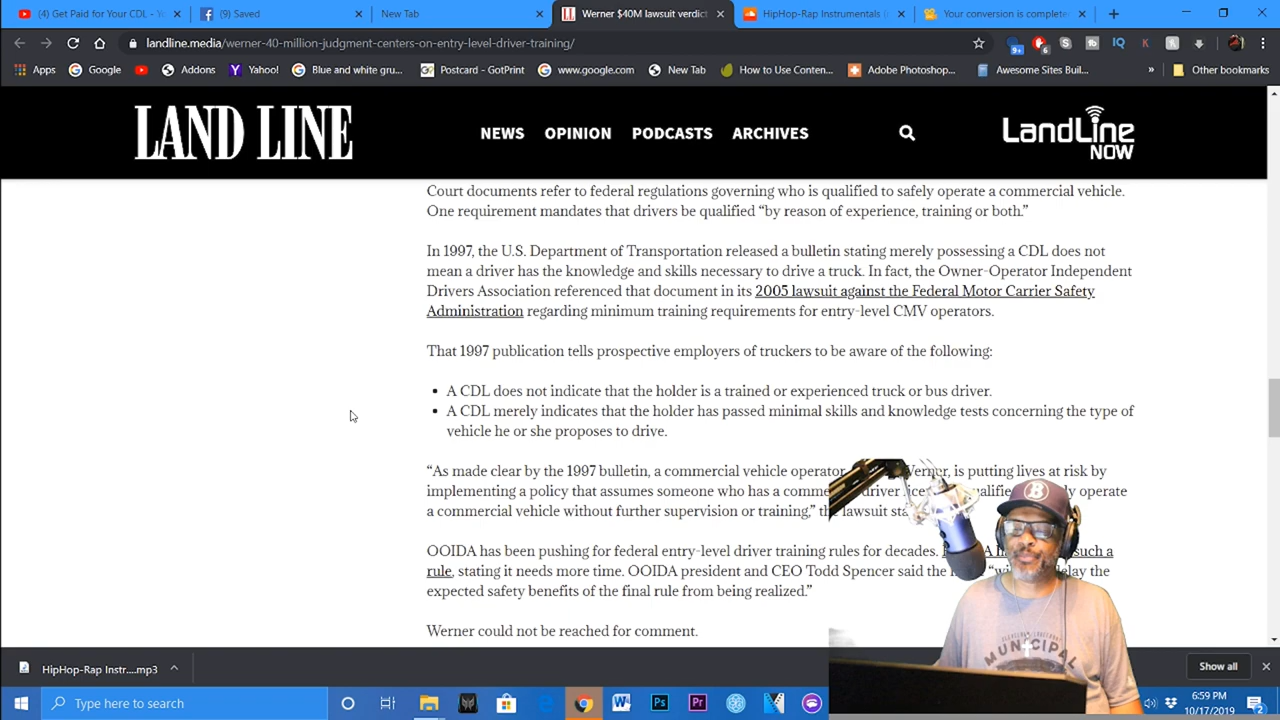 (4) Get Paid for Your CDL - Yo
(9) Saved
New Tab
Werner $40M lawsuit verdict
HipHop-Rap Instrumentals (
Your conversion is complete
landline.media/werner-40-million-judgment-centers-on-entry-level-driver-training/
9+
6
IQ
K
Apps
Google
Addons
Yahoo!
Blue and white gru...
Postcard - GotPrint
www.google.com
New Tab
How to Use Conten...
Adobe Photoshop...
Awesome Sites Buil...
»
Other bookmarks
LAND LINE
NEWS
OPINION
PODCASTS
ARCHIVES
LandLine
NOW
Court documents refer to federal regulations governing who is qualified to safely operate a commercial vehicle.
One requirement mandates that drivers be qualified “by reason of experience, training or both.”
In 1997, the U.S. Department of Transportation released a bulletin stating merely possessing a CDL does not
mean a driver has the knowledge and skills necessary to drive a truck. In fact, the Owner-Operator Independent
Drivers Association referenced that document in its 2005 lawsuit against the Federal Motor Carrier Safety
Administration regarding minimum training requirements for entry-level CMV operators.
That 1997 publication tells prospective employers of truckers to be aware of the following:
• A CDL does not indicate that the holder is a trained or experienced truck or bus driver.
• A CDL merely indicates that the holder has passed minimal skills and knowledge tests concerning the type of
vehicle he or she proposes to drive.
“As made clear by the 1997 bulletin, a commercial vehicle operator, Werner, is putting lives at risk by
implementing a policy that assumes someone who has a driver operate
a commercial vehicle without further supervision or training,” the lawsuit
OOIDA has been pushing for federal entry-level driver training rules for decades. such a
rule, stating it needs more time. OOIDA president and CEO Todd Spencer said the the
expected safety benefits of the final rule from being realized.”
Werner could not be reached for comment.
B
MUNICIPAL
HipHop-Rap Instr....mp3
Show all
Type here to search
W
Ps
Pr
6:59 PM
10/17/2019
2